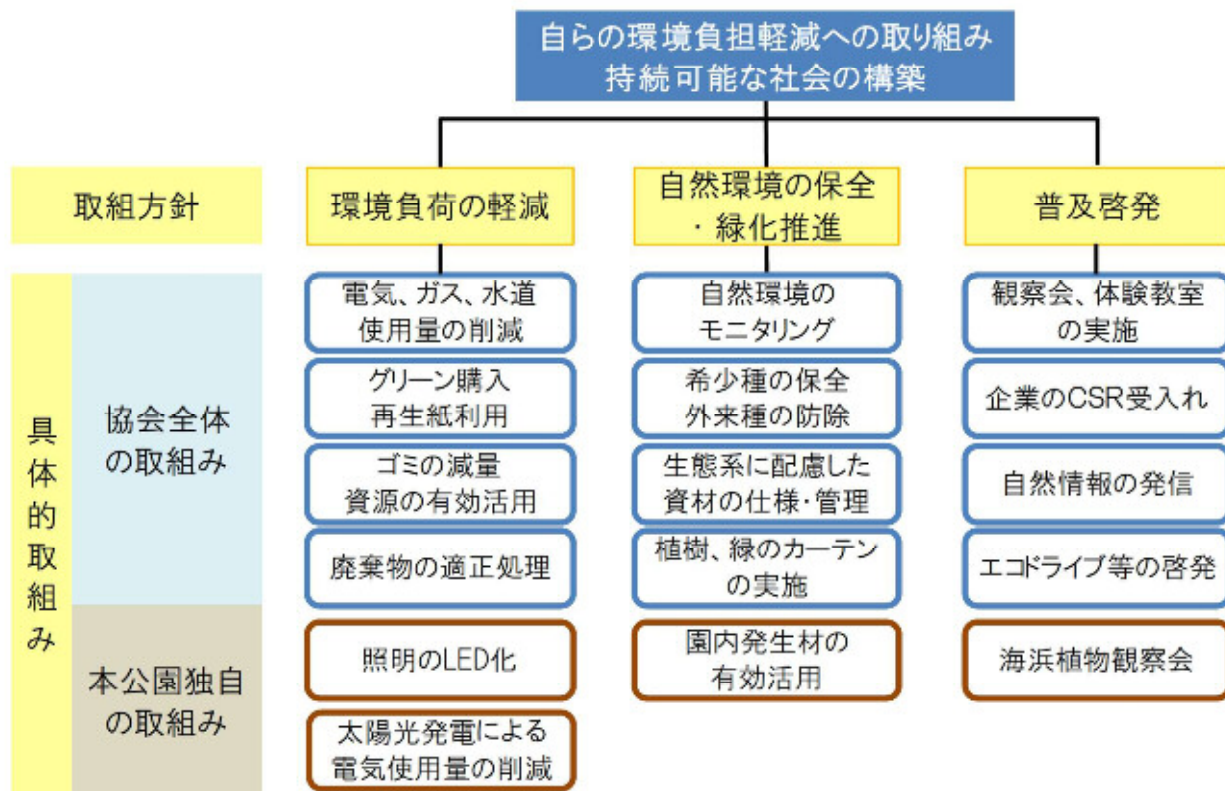 自らの環境負担軽減への取り組み
持続可能な社会の構築
取組方針
環境負荷の軽減
自然環境の保全
・緑化推進
普及啓発
具体的取組み
協会全体
の取組み
電気、ガス、水道
使用量の削減
グリーン購入
再生紙利用
ゴミの減量
資源の有効活用
廃棄物の適正処理
自然環境の
モニタリング
希少種の保全
外来種の防除
生態系に配慮した
資材の仕様・管理
植樹、緑のカーテン
の実施
観察会、体験教室
の実施
企業のCSR受入れ
自然情報の発信
エコドライブ等の啓発
本公園独自
の取組み
照明のLED化
太陽光発電による
電気使用量の削減
園内発生材の
有効活用
海浜植物観察会